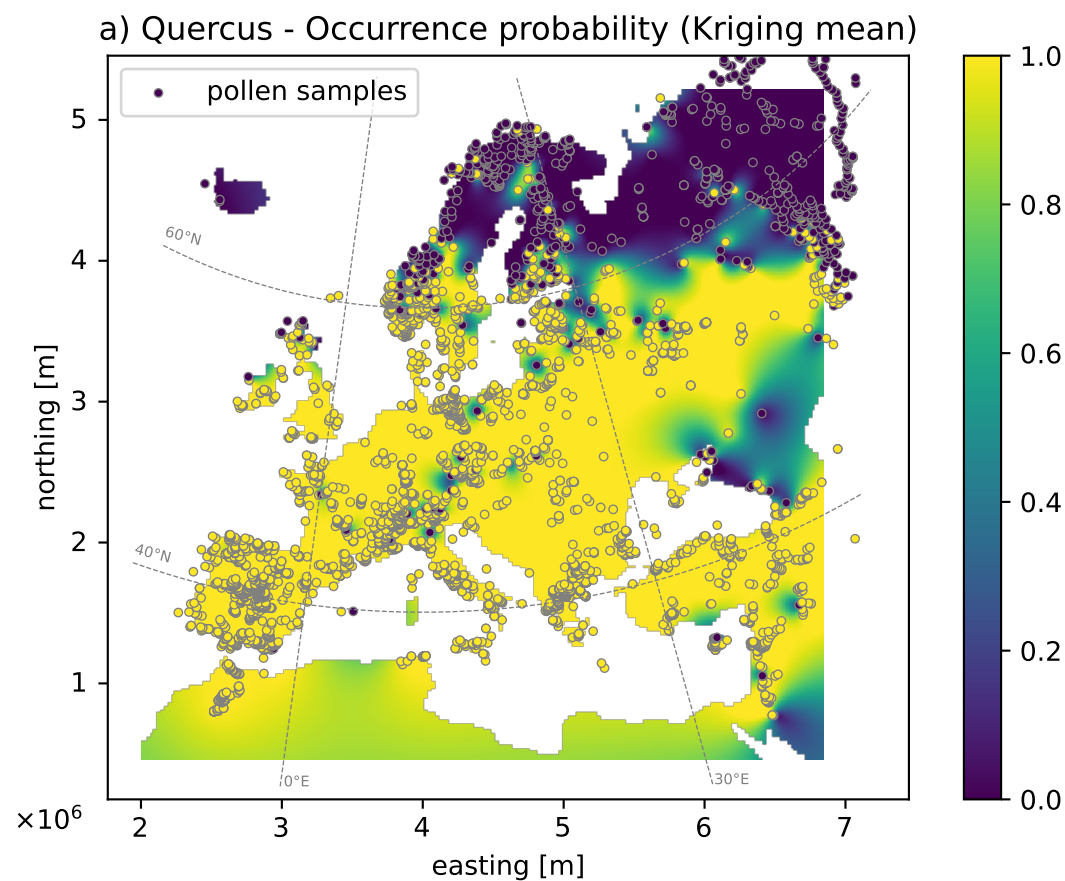 a) Quercus - Occurrence probability (Kriging mean)
pollen samples
1.0
0.8
0.6
0.4
0.2
0.0
5
4
3
2
1
northing [m]
60°N
40°N
0°E
30°E
×10⁶
2 3 4 5 6 7
easting [m]